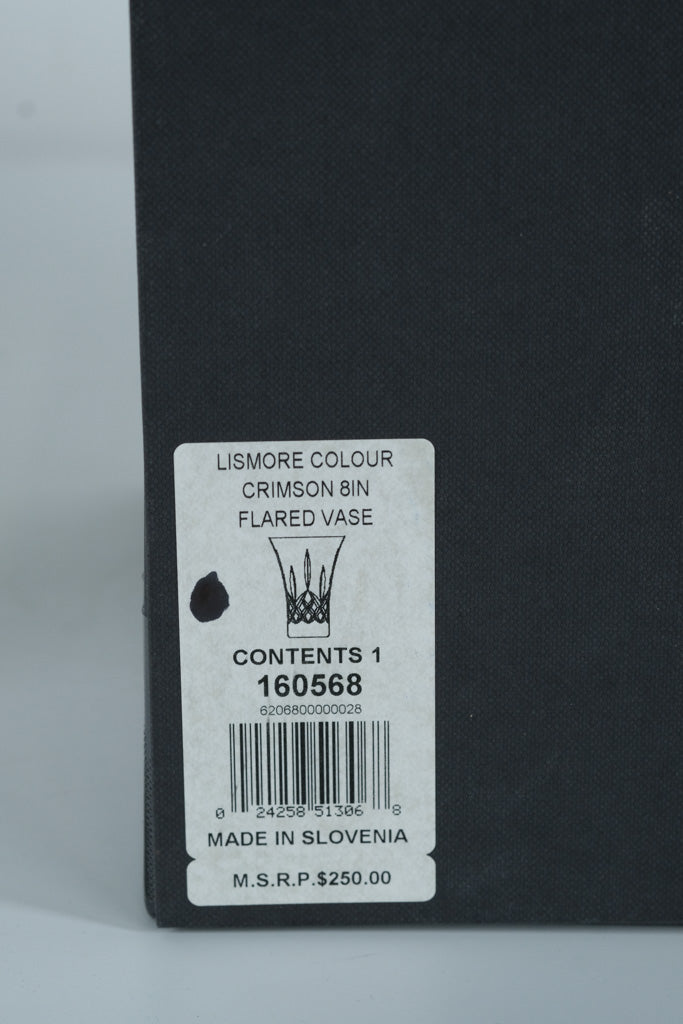 LISMORE COLOUR
CRIMSON 8IN
FLARED VASE
CONTENTS 1
160568
6206800000028
0 24258 51306 8
MADE IN SLOVENIA
M.S.R.P.$250.00